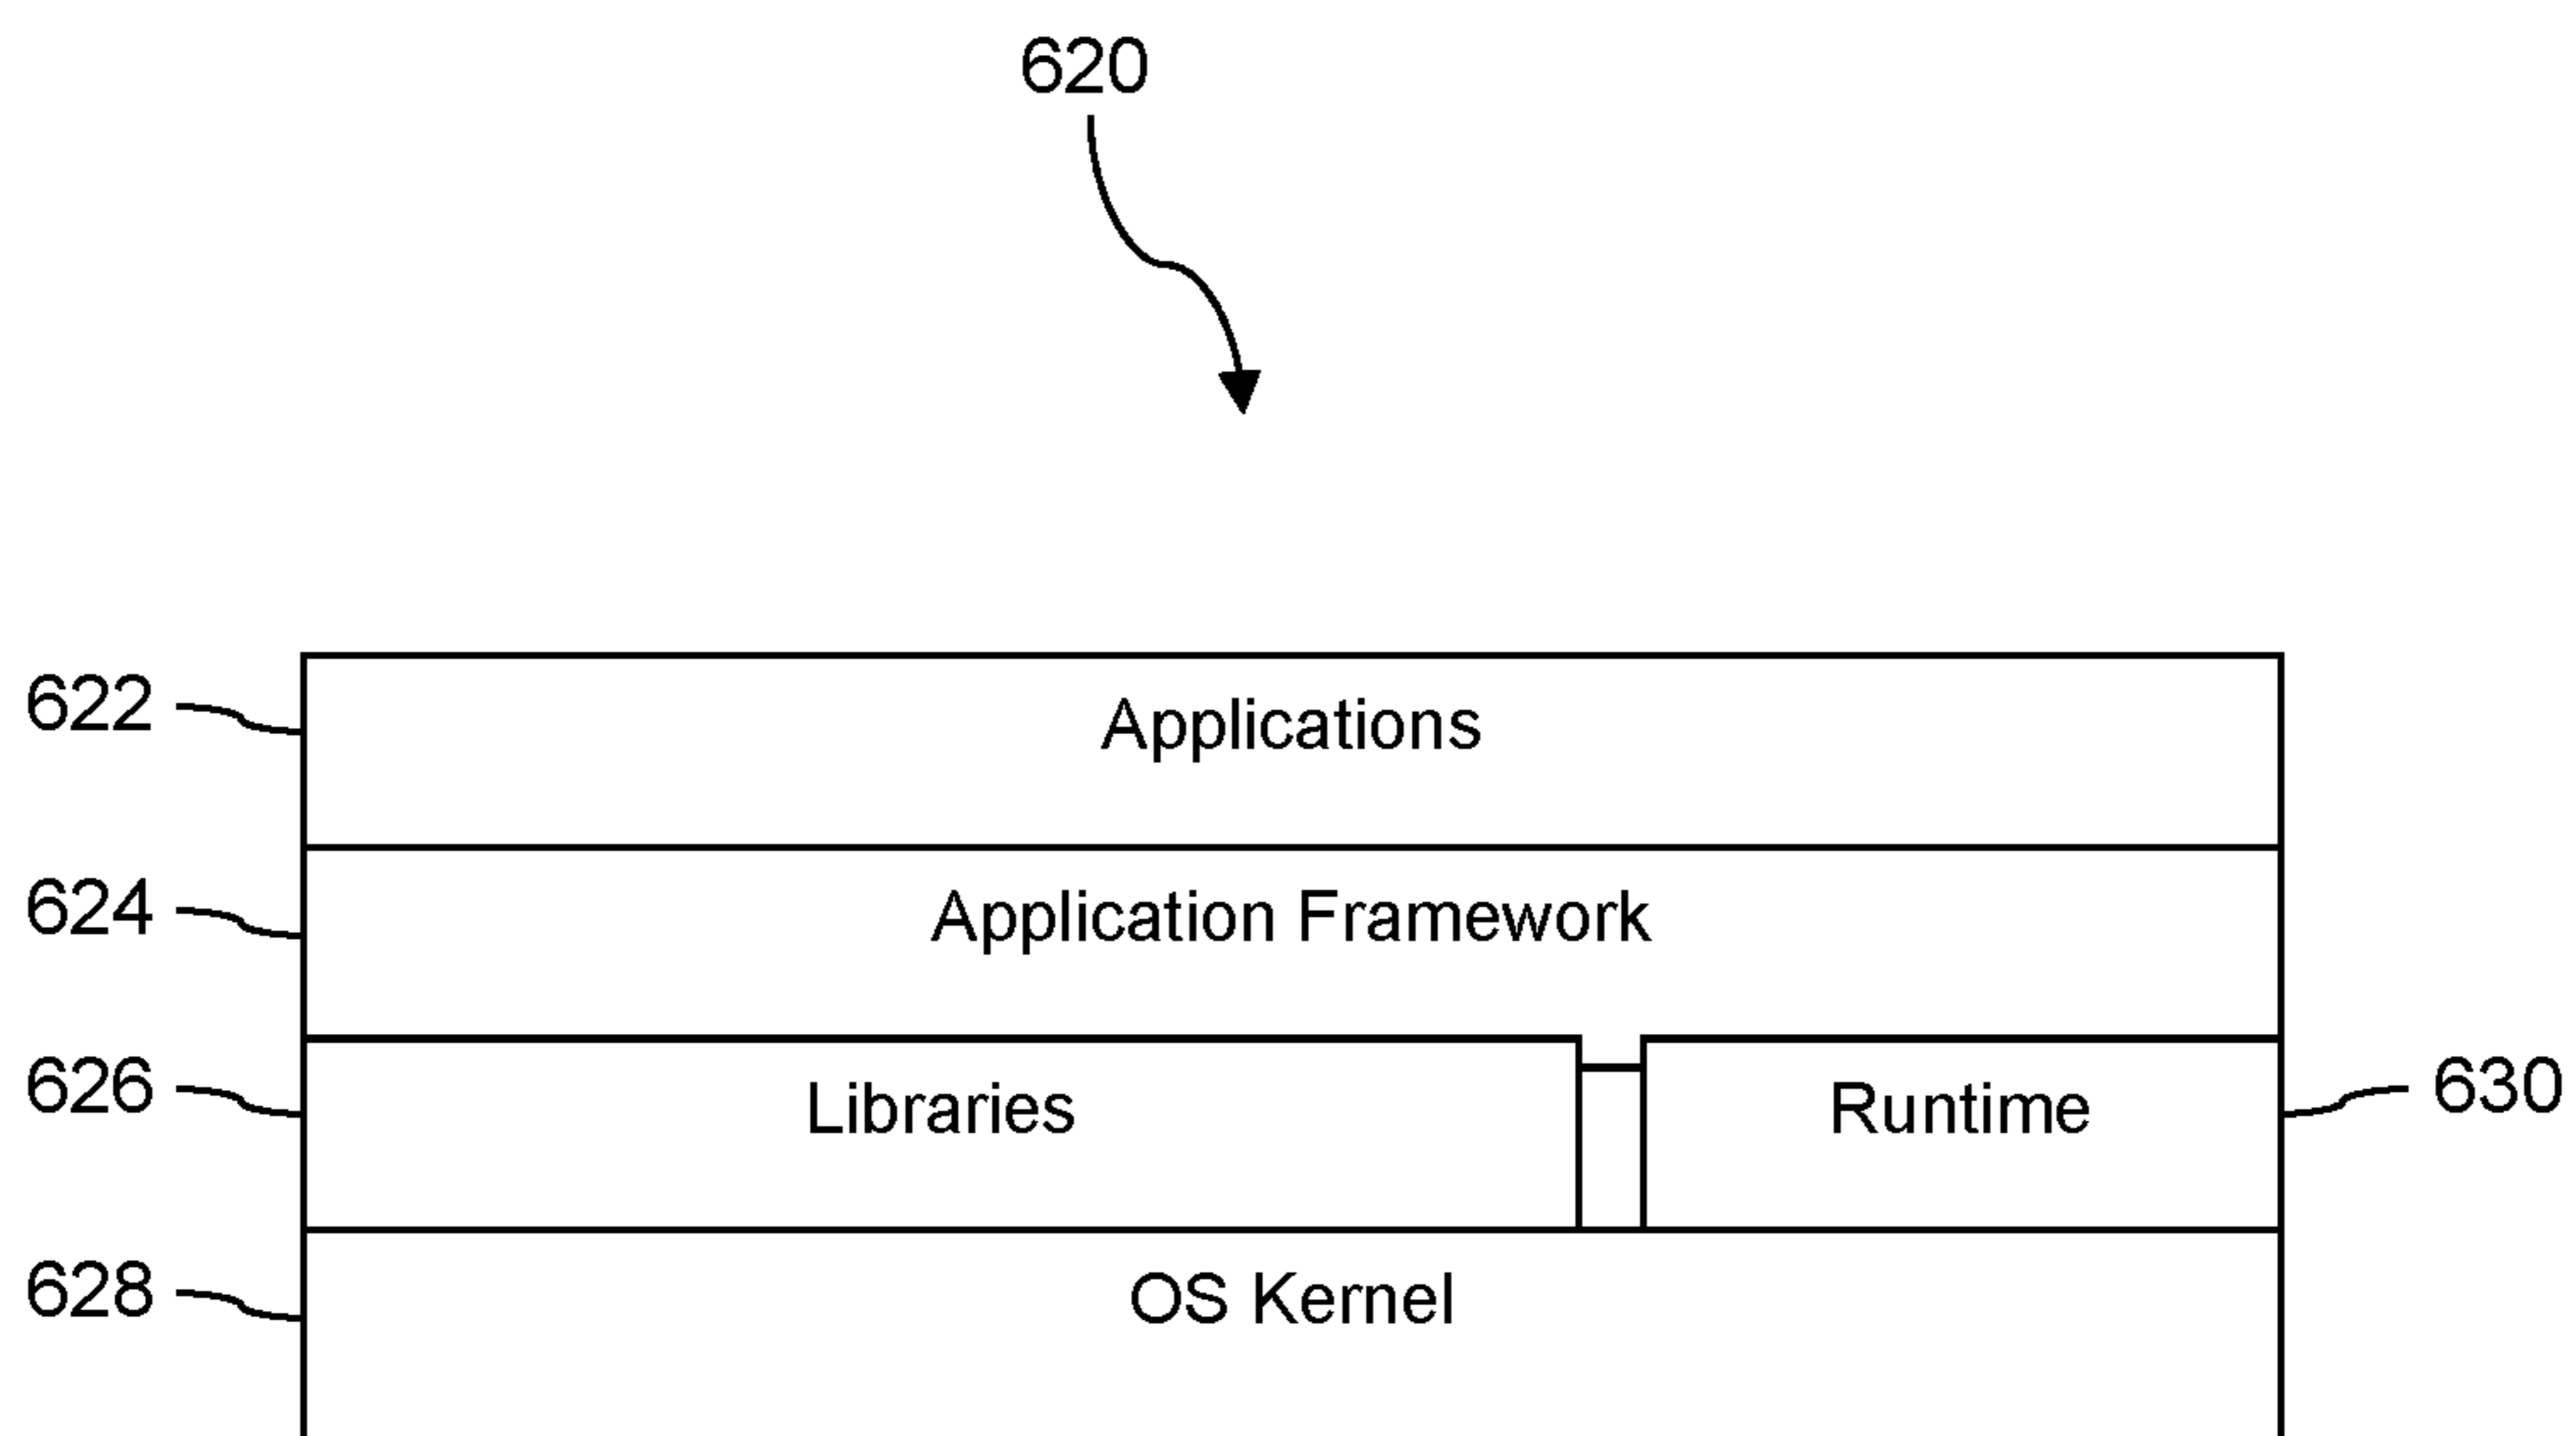 620
622
Applications
624
Application Framework
626
Libraries
Runtime
630
628
OS Kernel